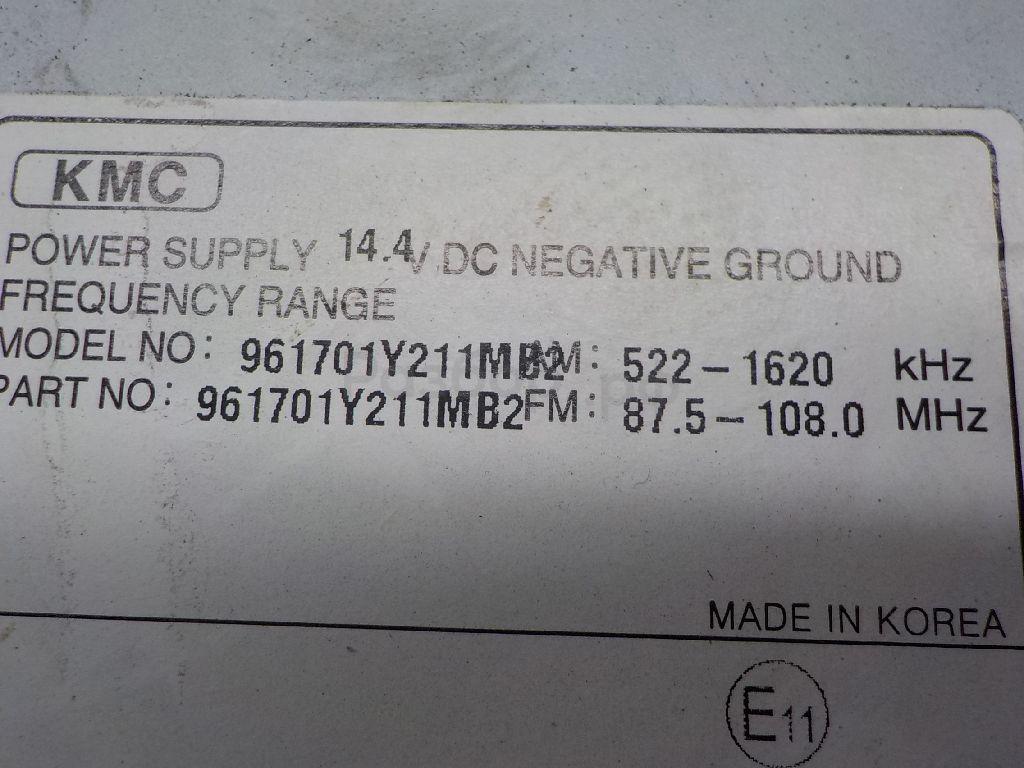 KMC
POWER SUPPLY 14.4V DC NEGATIVE GROUND
FREQUENCY RANGE
MODEL NO: 961701Y211MB2 AM: 522-1620 kHz
PART NO: 961701Y211MB2 FM: 87.5-108.0 MHz
MADE IN KOREA
E11